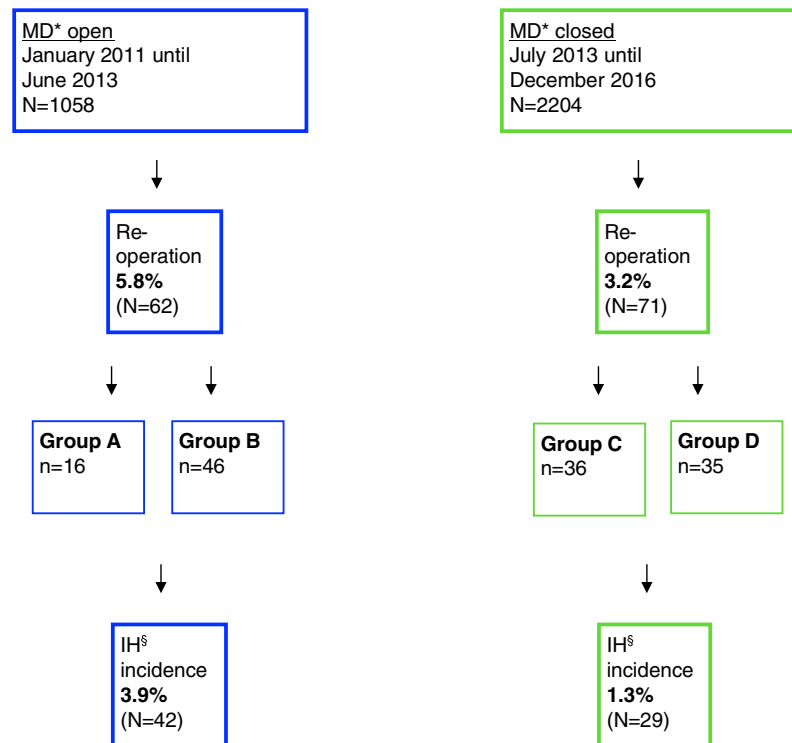 MD* open
January 2011 until
June 2013
N=1058
MD* closed
July 2013 until
December 2016
N=2204
Re-
operation
5.8%
(N=62)
Re-
operation
3.2%
(N=71)
Group A
n=16
Group B
n=46
Group C
n=36
Group D
n=35
IH§
incidence
3.9%
(N=42)
IH§
incidence
1.3%
(N=29)